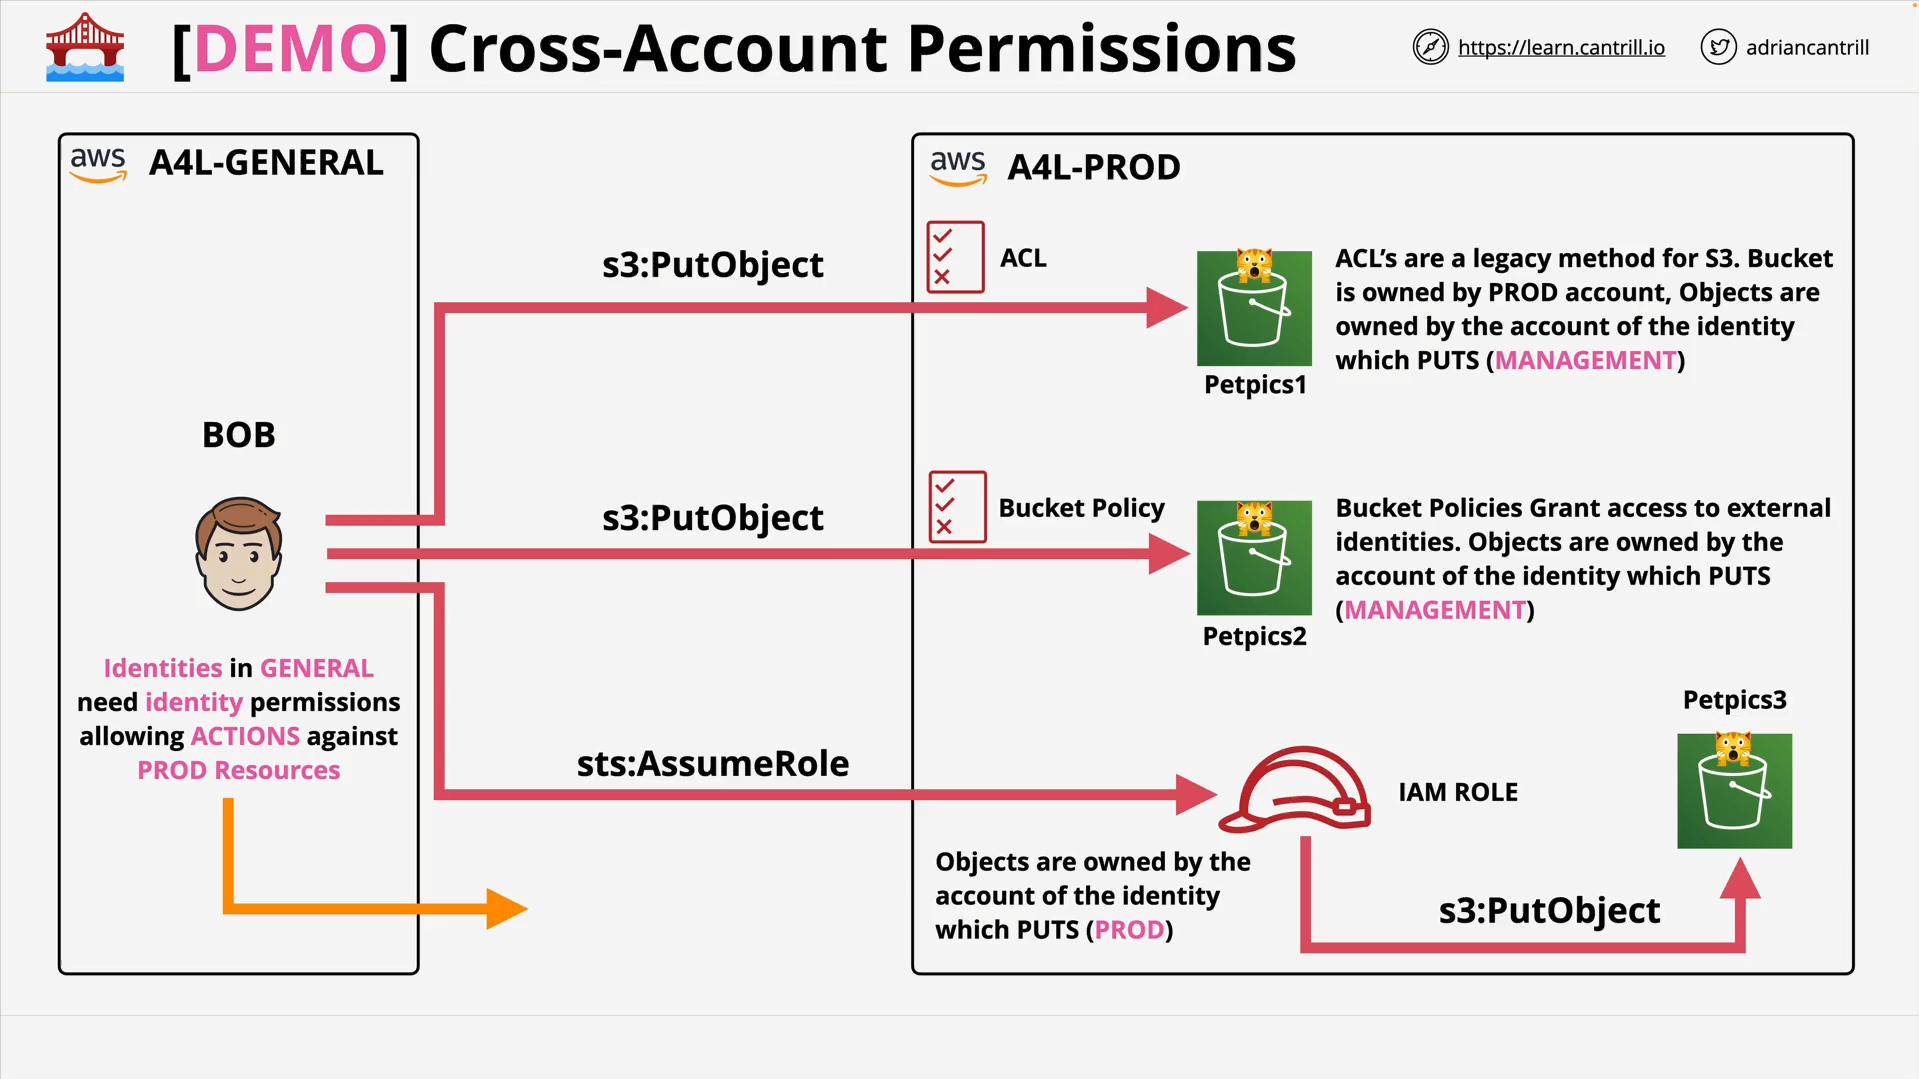 [DEMO] Cross-Account Permissions
https://learn.cantrill.io
adriancantrill
aws
A4L-GENERAL
BOB
Identities in GENERAL
need identity permissions
allowing ACTIONS against
PROD Resources
s3:PutObject
s3:PutObject
sts:AssumeRole
aws
A4L-PROD
ACL
Petpics1
ACL's are a legacy method for S3. Bucket
is owned by PROD account, Objects are
owned by the account of the identity
which PUTS (MANAGEMENT)
Bucket Policy
Petpics2
Bucket Policies Grant access to external
identities. Objects are owned by the
account of the identity which PUTS
(MANAGEMENT)
Petpics3
IAM ROLE
Objects are owned by the
account of the identity
which PUTS (PROD)
s3:PutObject